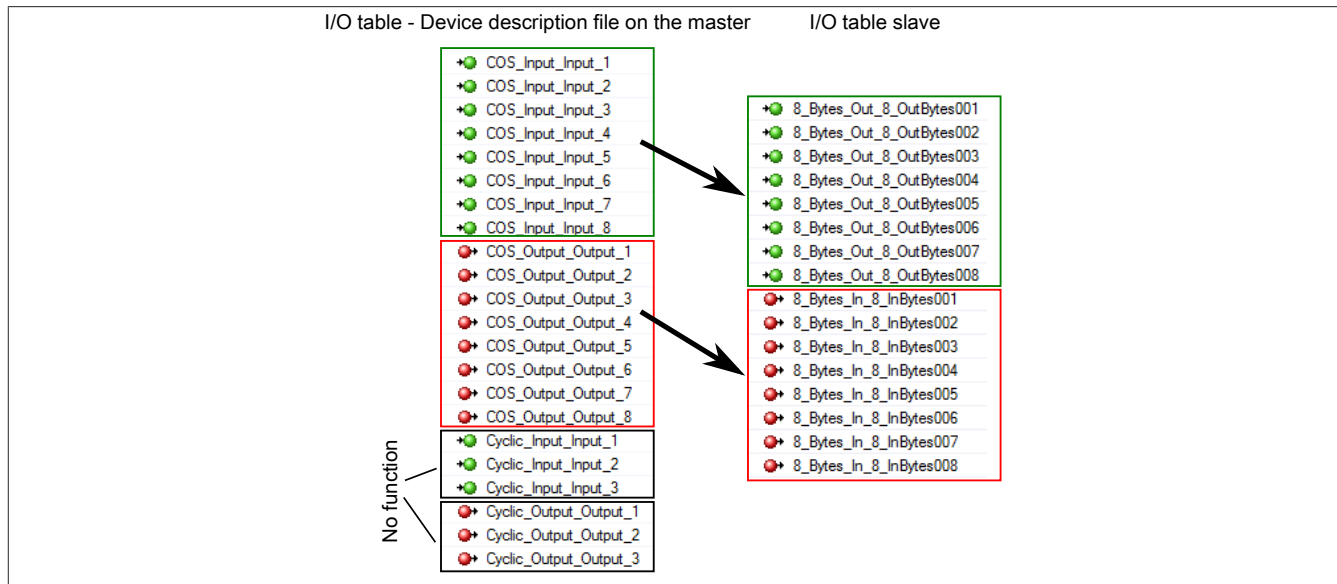 I/O table - Device description file on the master
COS_Input_Input_1
COS_Input_Input_2
COS_Input_Input_3
COS_Input_Input_4
COS_Input_Input_5
COS_Input_Input_6
COS_Input_Input_7
COS_Input_Input_8
COS_Output_Output_1
COS_Output_Output_2
COS_Output_Output_3
COS_Output_Output_4
COS_Output_Output_5
COS_Output_Output_6
COS_Output_Output_7
COS_Output_Output_8
No function
Cyclic_Input_Input_1
Cyclic_Input_Input_2
Cyclic_Input_Input_3
Cyclic_Output_Output_1
Cyclic_Output_Output_2
Cyclic_Output_Output_3
I/O table slave
8_Bytes_Out_8_OutBytes001
8_Bytes_Out_8_OutBytes002
8_Bytes_Out_8_OutBytes003
8_Bytes_Out_8_OutBytes004
8_Bytes_Out_8_OutBytes005
8_Bytes_Out_8_OutBytes006
8_Bytes_Out_8_OutBytes007
8_Bytes_Out_8_OutBytes008
8_Bytes_In_8_InBytes001
8_Bytes_In_8_InBytes002
8_Bytes_In_8_InBytes003
8_Bytes_In_8_InBytes004
8_Bytes_In_8_InBytes005
8_Bytes_In_8_InBytes006
8_Bytes_In_8_InBytes007
8_Bytes_In_8_InBytes008